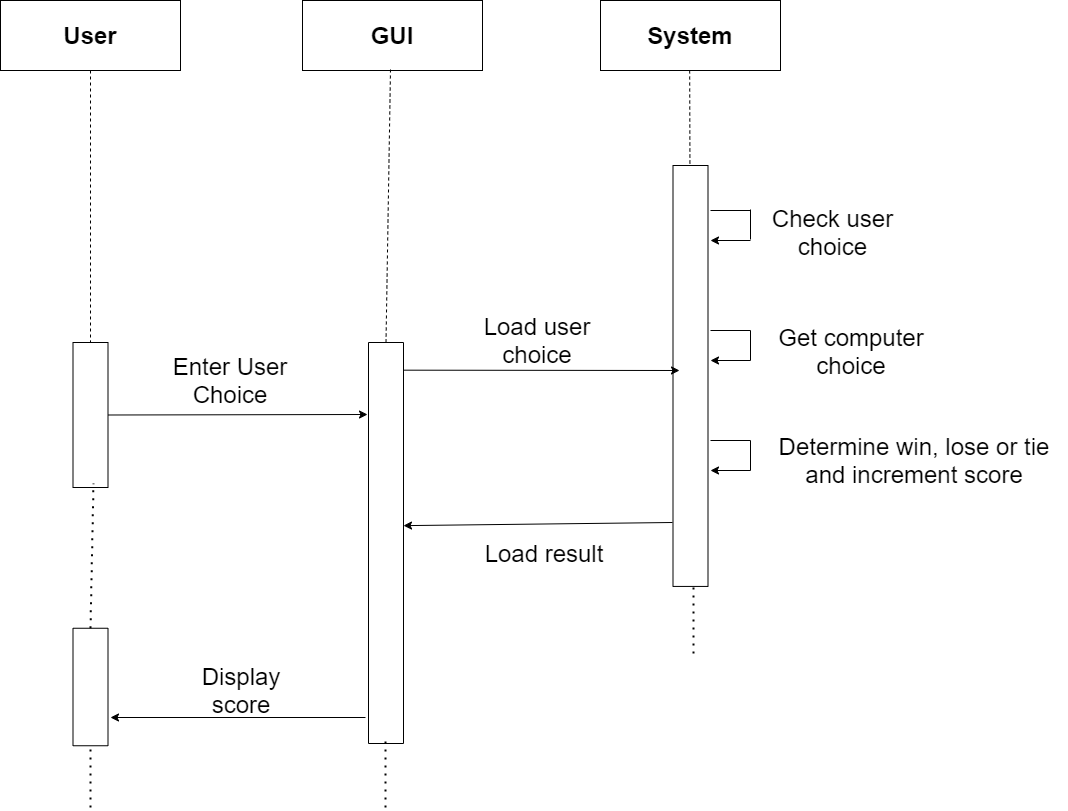 User
GUI
System
Check user
choice
Load user
choice
Get computer
choice
Enter User
Choice
Determine win, lose or tie
and increment score
Load result
Display
score